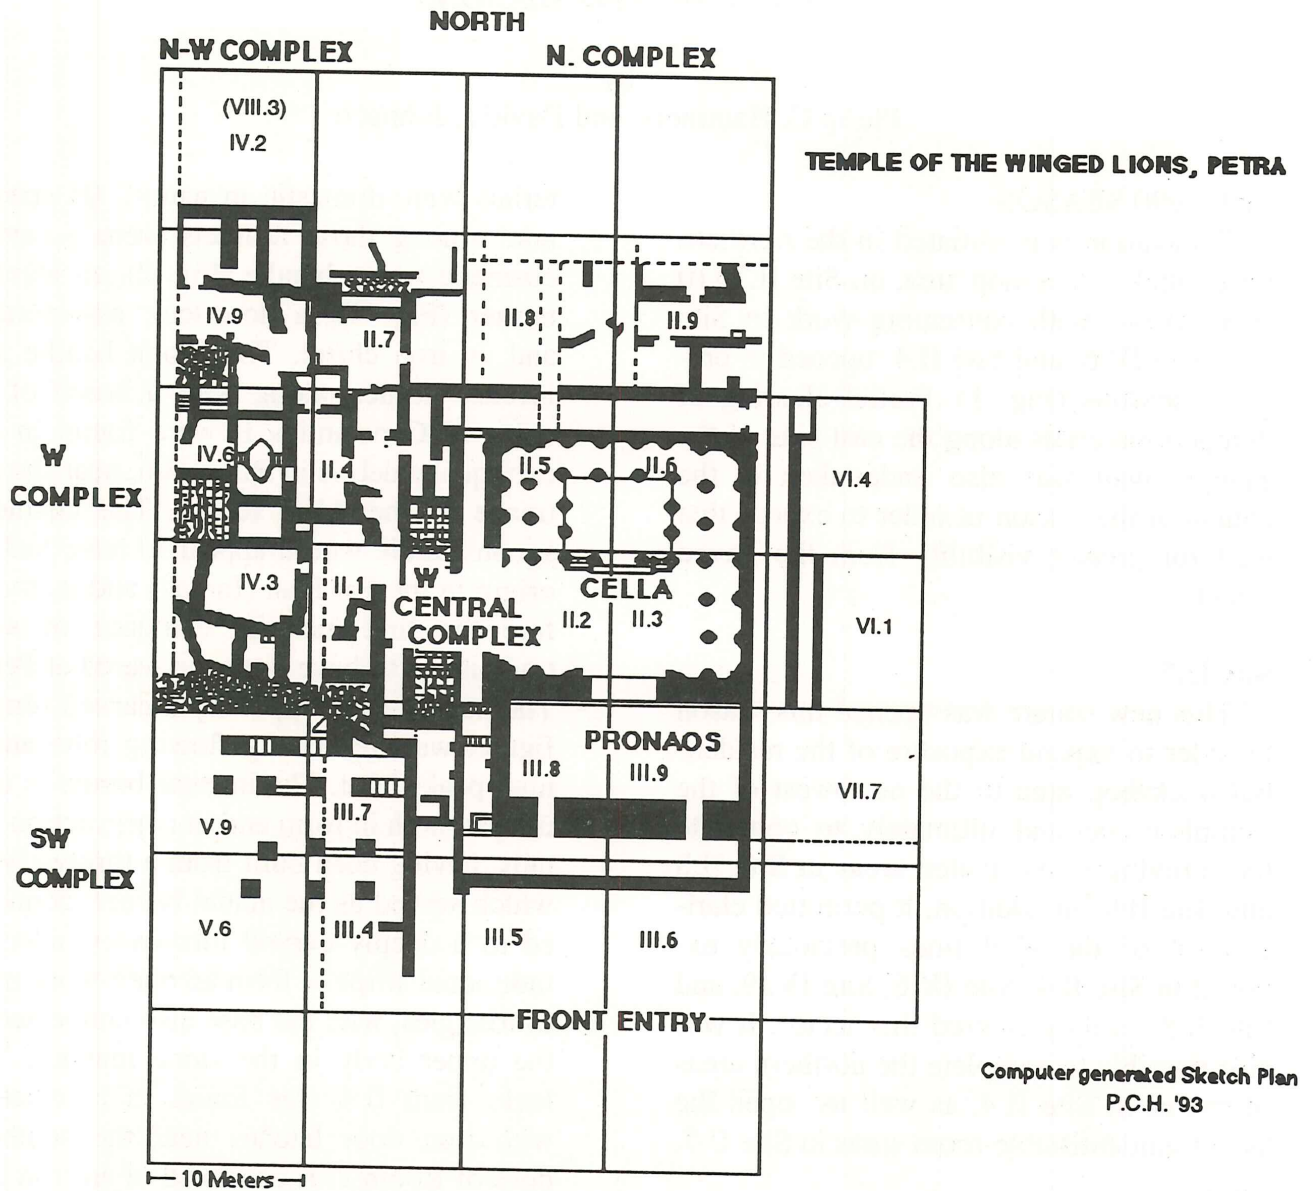 NORTH
N-W COMPLEX
N. COMPLEX
(VIII.3)
IV.2
TEMPLE OF THE WINGED LIONS, PETRA
IV.9
II.7
II.8
II.9
W
COMPLEX
IV.6
II.4
II.5
II.6
VI.4
IV.3
II.1
W
CENTRAL
COMPLEX
CELLA
II.2
II.3
VI.1
PRONAOS
III.8
III.9
VII.7
SW
COMPLEX
V.9
III.7
V.6
III.4
III.5
III.6
FRONT ENTRY
Computer generated Sketch Plan
P.C.H. '93
10 Meters